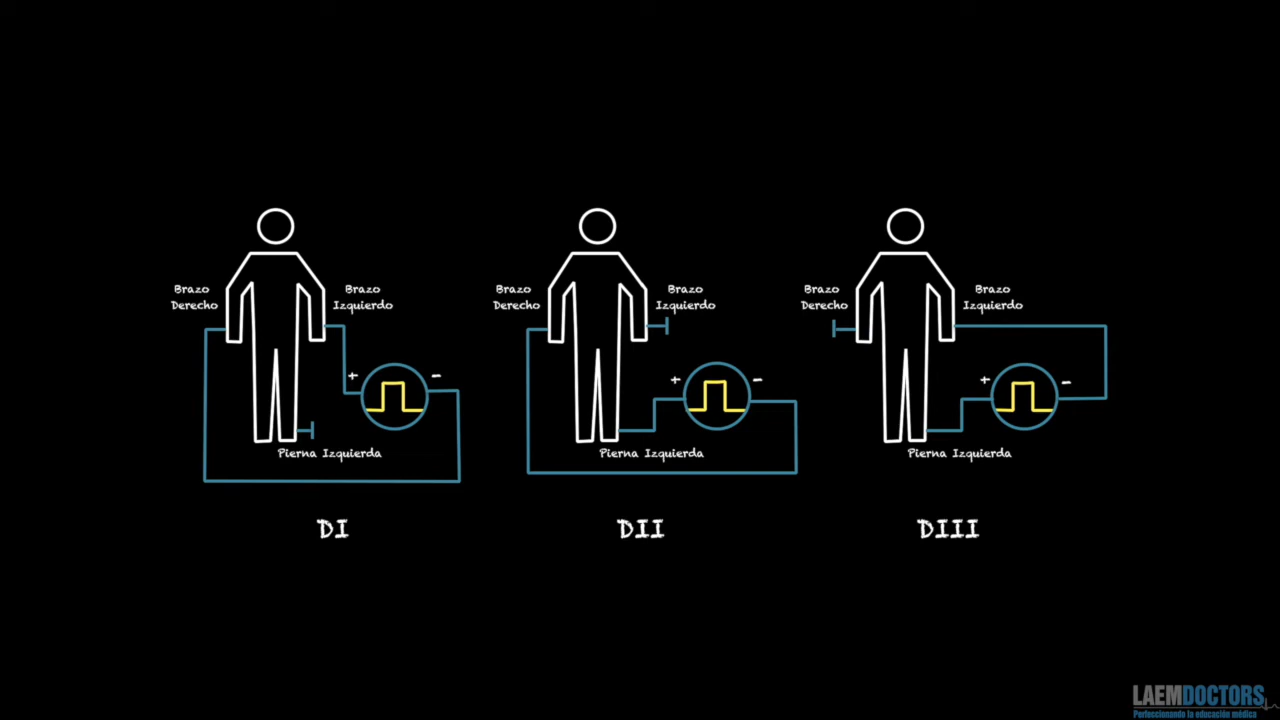 Brazo
Derecho
Brazo
Izquierdo
+
-
Pierna Izquierda
DI
Brazo
Derecho
Brazo
Izquierdo
+
-
Pierna Izquierda
DII
Brazo
Derecho
Brazo
Izquierdo
+
-
Pierna Izquierda
DIII
LAEMDOCTORS
Perfeccionando la educación médica